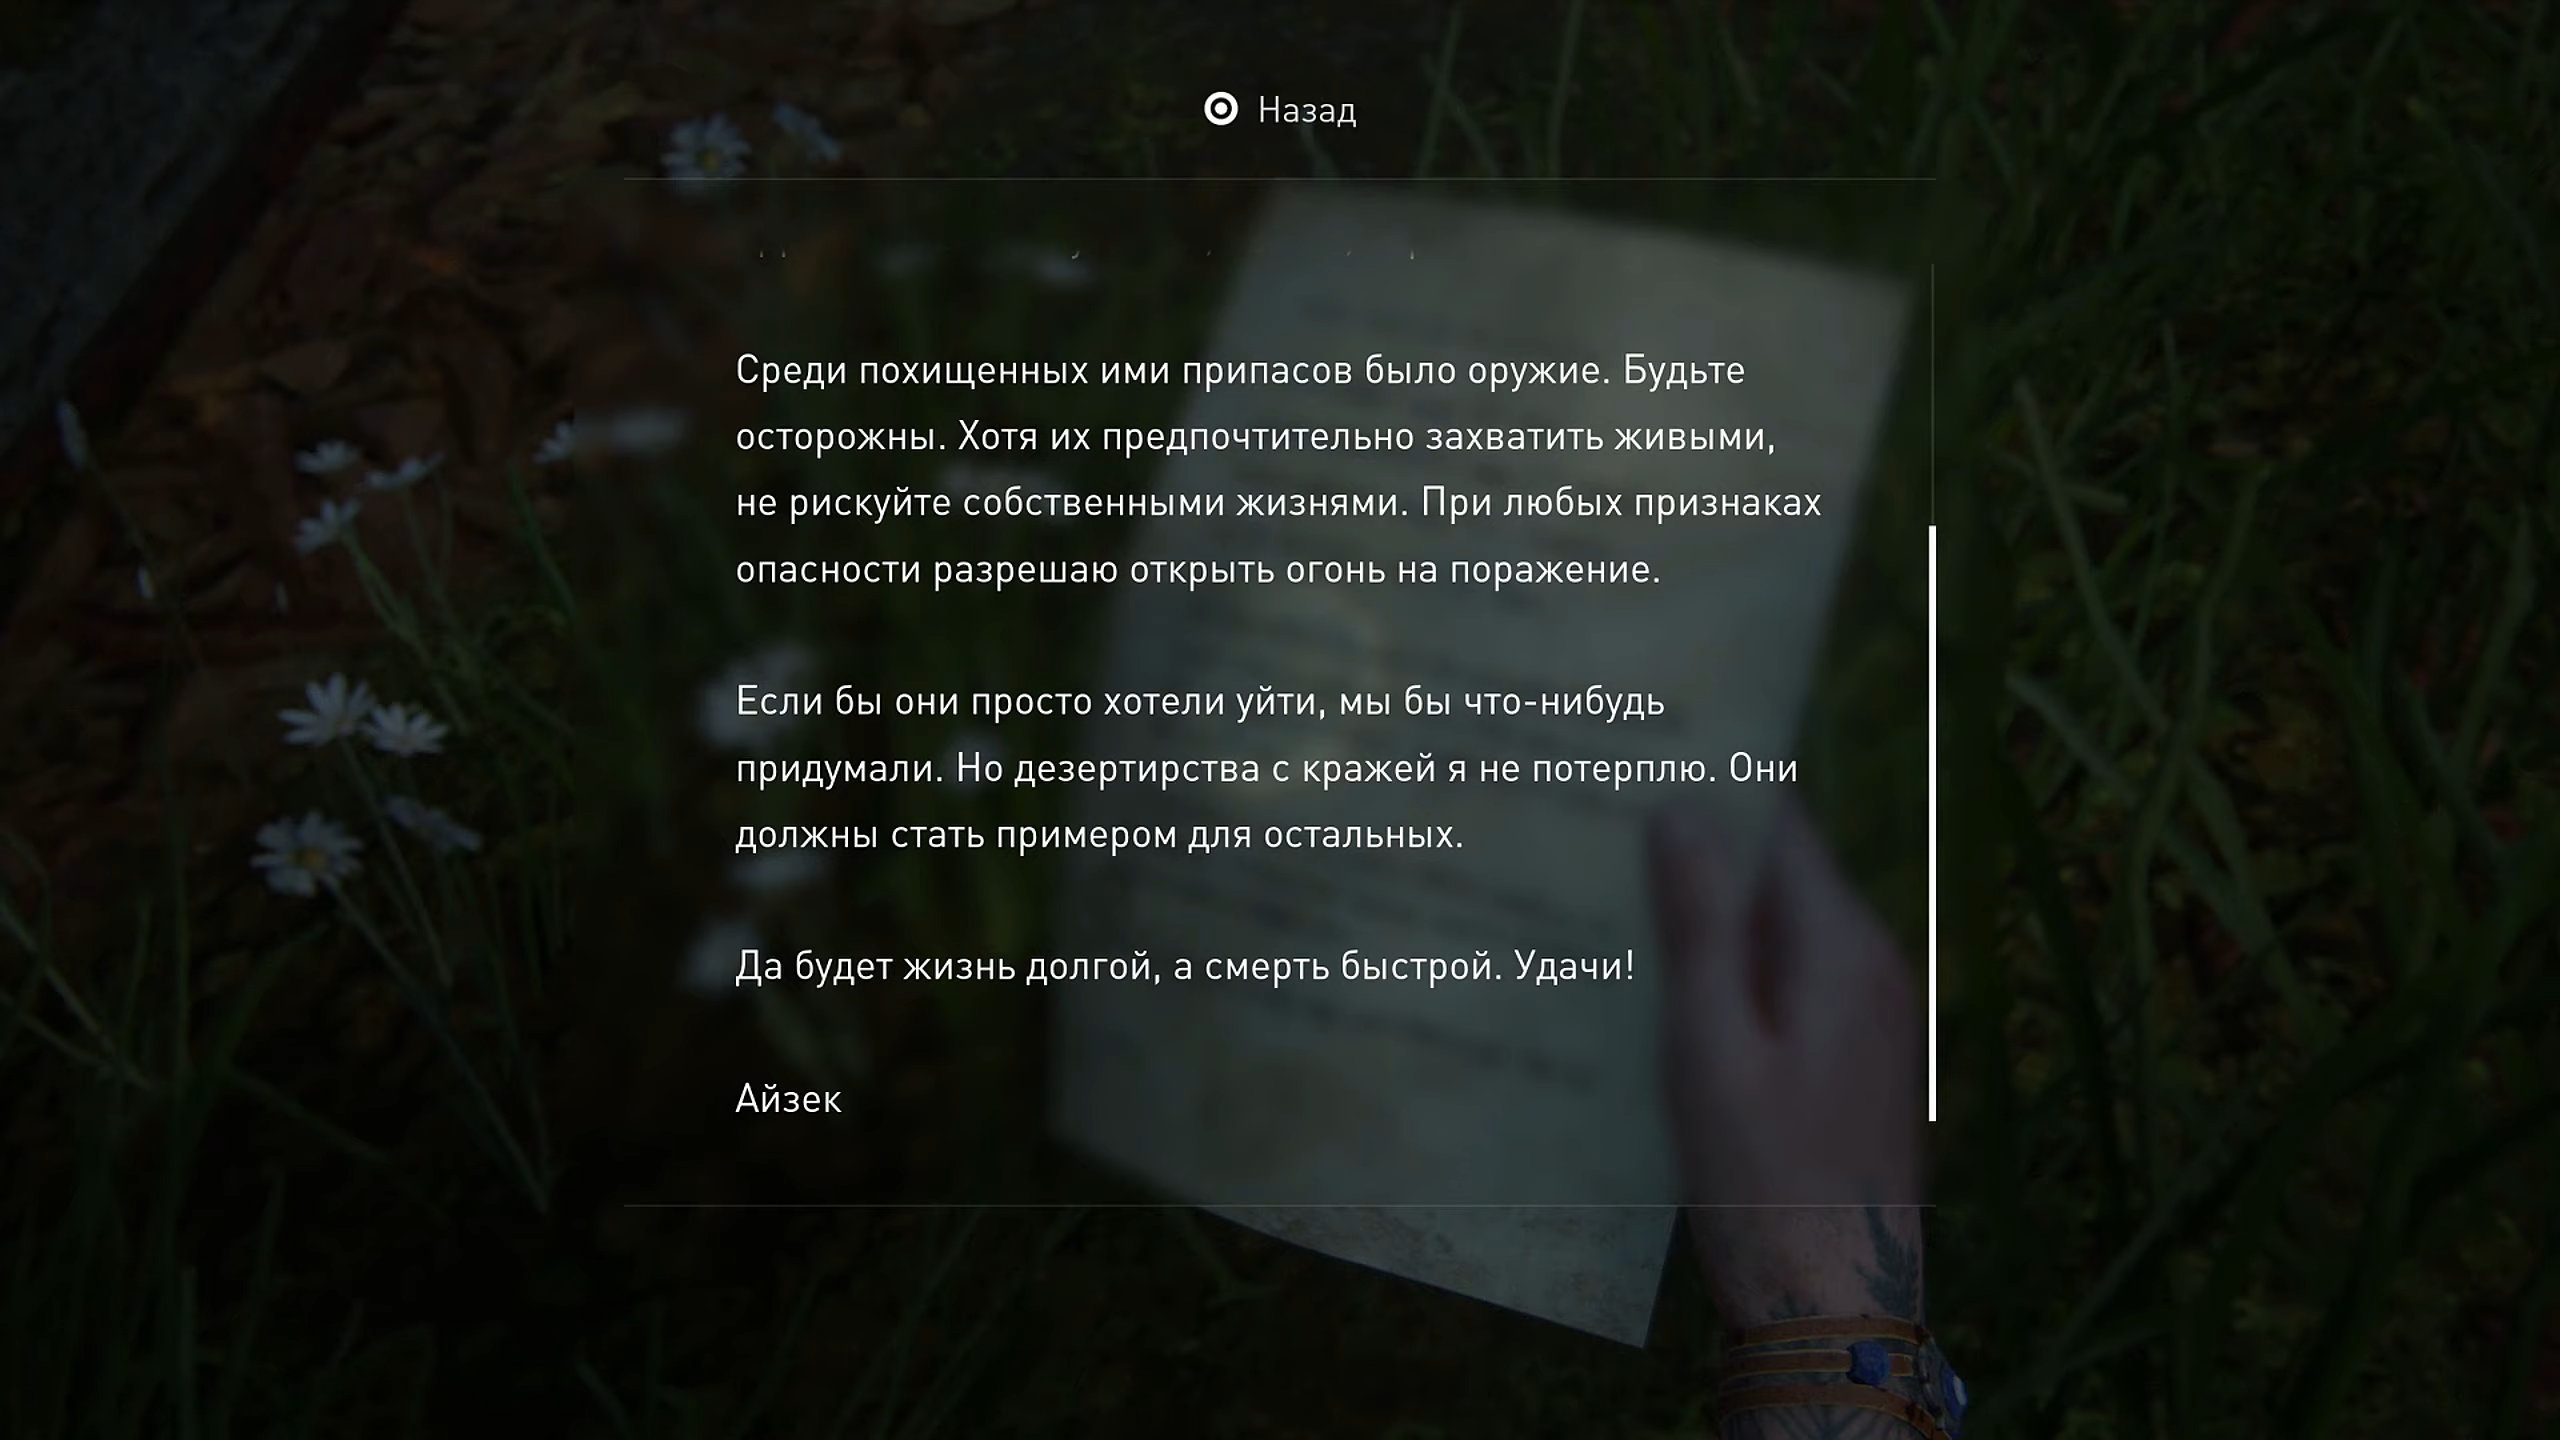 Назад
Среди похищенных ими припасов было оружие. Будьте
осторожны. Хотя их предпочтительно захватить живыми,
не рискуйте собственными жизнями. При любых признаках
опасности разрешаю открыть огонь на поражение.
Если бы они просто хотели уйти, мы бы что-нибудь
придумали. Но дезертирства с кражей я не потерплю. Они
должны стать примером для остальных.
Да будет жизнь долгой, а смерть быстрой. Удачи!
Айзек